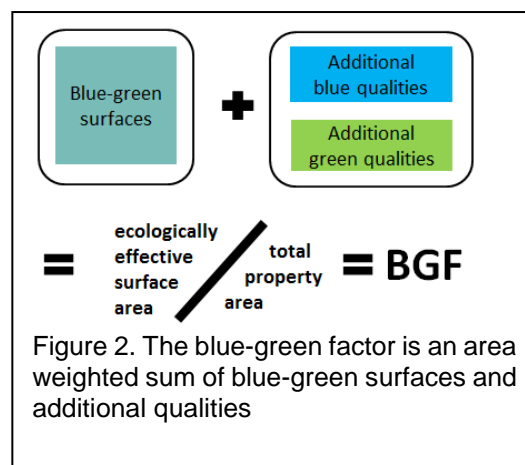 Blue-green
surfaces
+
Additional
blue qualities
Additional
green qualities
=
ecologically
effective
surface
area
/
total
property
area
= BGF
Figure 2. The blue-green factor is an area
weighted sum of blue-green surfaces and
additional qualities